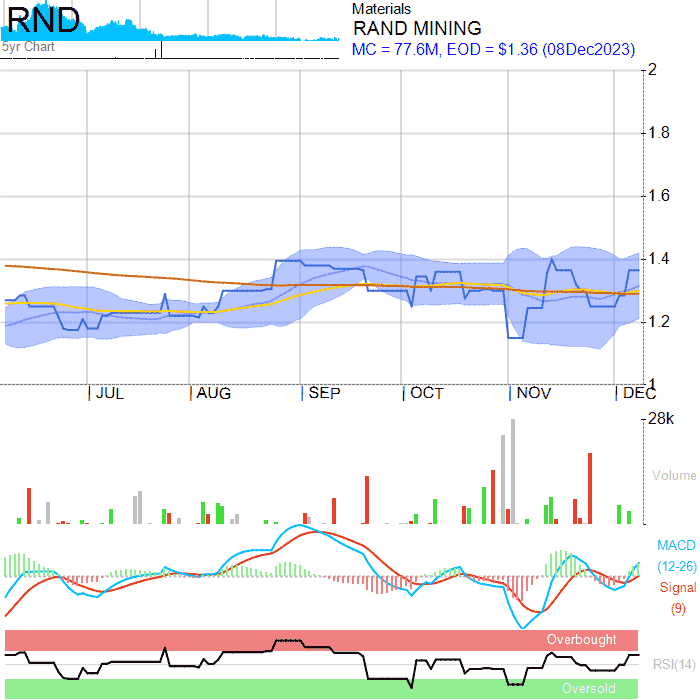 RND
5yr Chart
Materials
RAND MINING
MC = 77.6M, EOD = $1.36 (08Dec2023)
2
1.8
1.6
1.4
1.2
1
JUL AUG SEP OCT NOV DEC
28k
Volume
MACD
(12-26)
Signal
(9)
Overbought
RSI(14)
Oversold